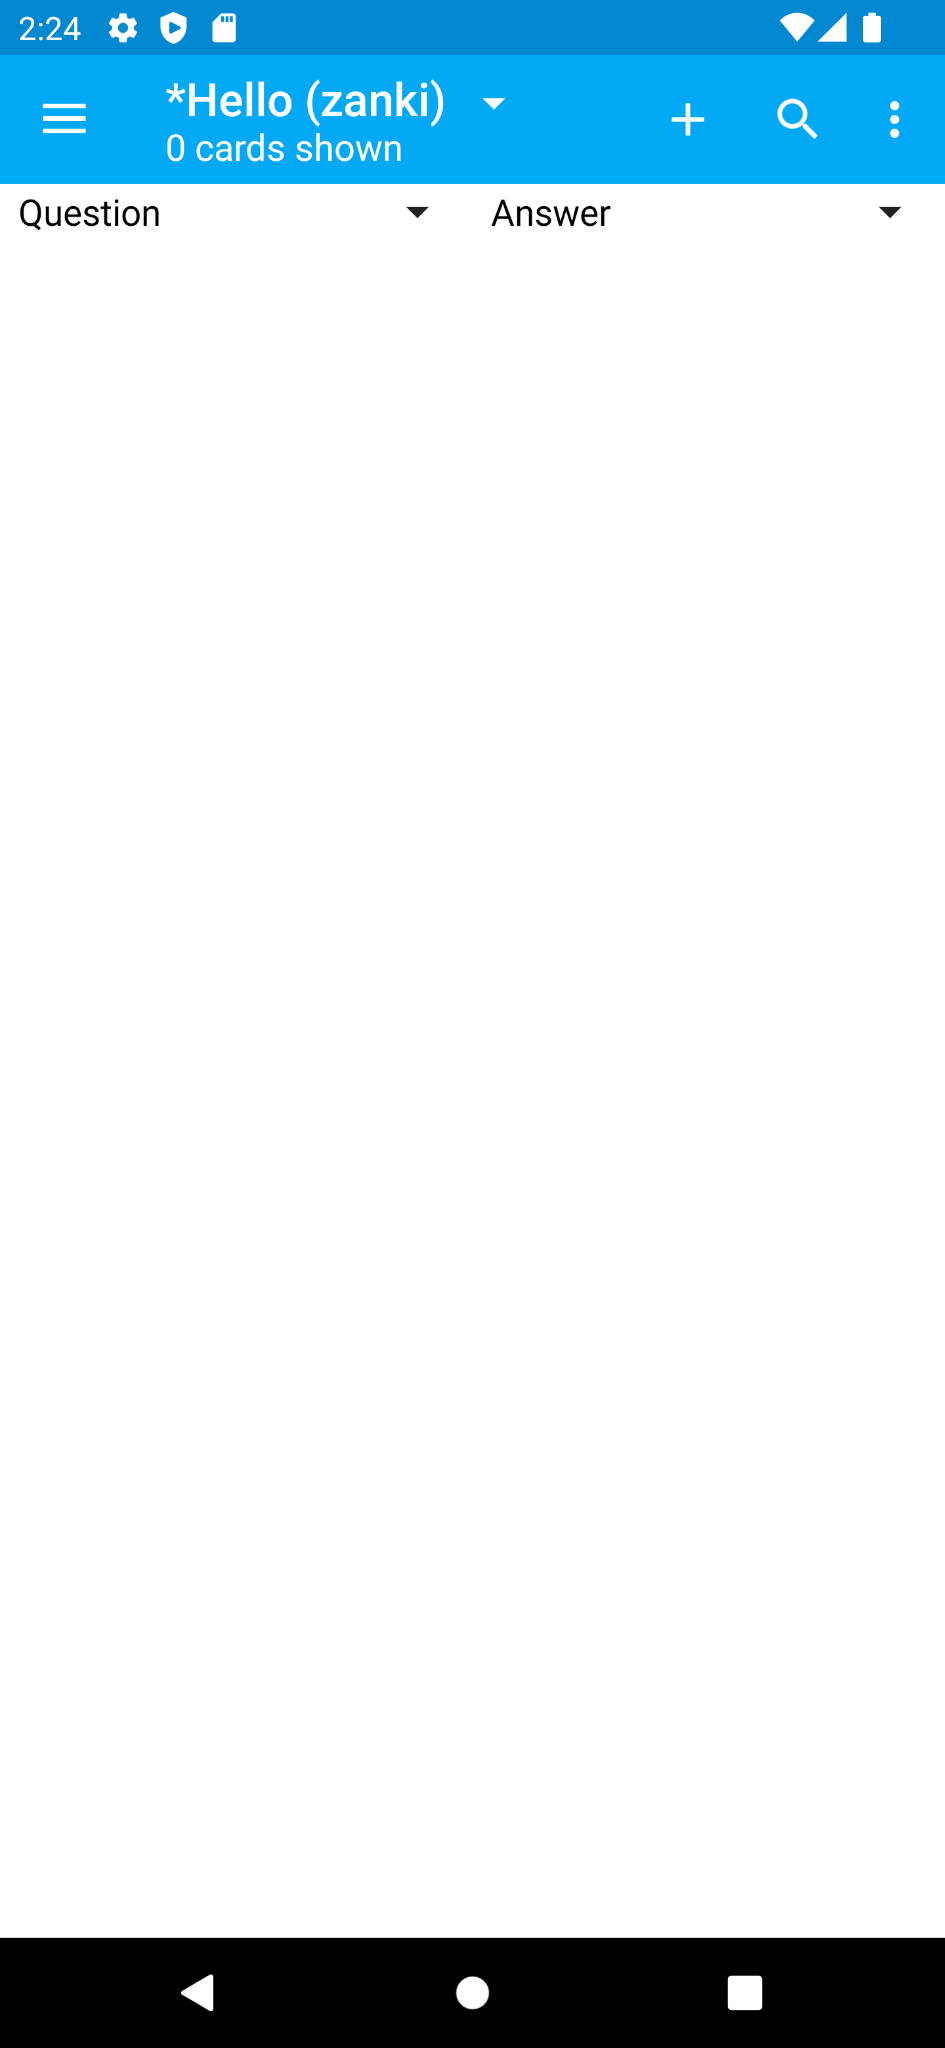 2:24
*Hello (zanki)
0 cards shown
Question
Answer